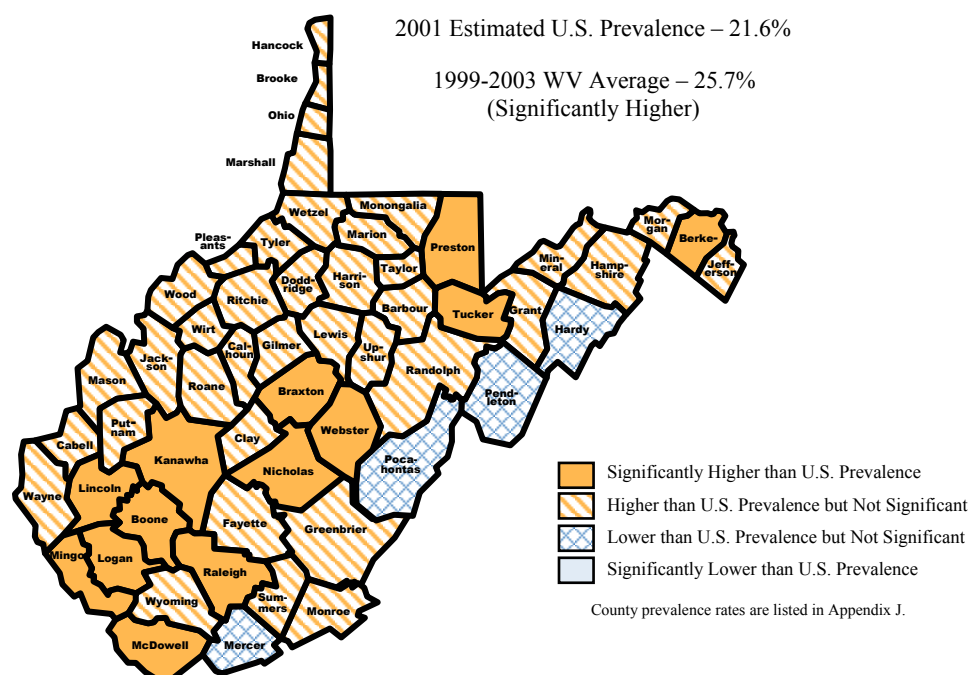 2001 Estimated U.S. Prevalence – 21.6%
1999-2003 WV Average – 25.7%
(Significantly Higher)
Hancock
Brooke
Ohio
Marshall
Wetzel
Monongalia
Marion
Preston
Pleas-
ants
Tyler
Dodd-
ridge
Harri-
son
Taylor
Mor-
gan
Berke-
Jeff-
erson
Min-
eral
Hamp-
shire
Wood
Ritchie
Barbour
Tucker
Grant
Hardy
Wirt
Cal-
houn
Gilmer
Lewis
Up-
shur
Randolph
Jack-
son
Mason
Roane
Braxton
Pend-
leton
Put-
nam
Cabell
Clay
Webster
Kanawha
Nicholas
Poca-
hontas
Wayne
Lincoln
Boone
Fayette
Greenbrier
Mingo
Logan
Raleigh
Wyoming
Sum-
mers
Monroe
McDowell
Mercer
Significantly Higher than U.S. Prevalence
Higher than U.S. Prevalence but Not Significant
Lower than U.S. Prevalence but Not Significant
Significantly Lower than U.S. Prevalence
County prevalence rates are listed in Appendix J.